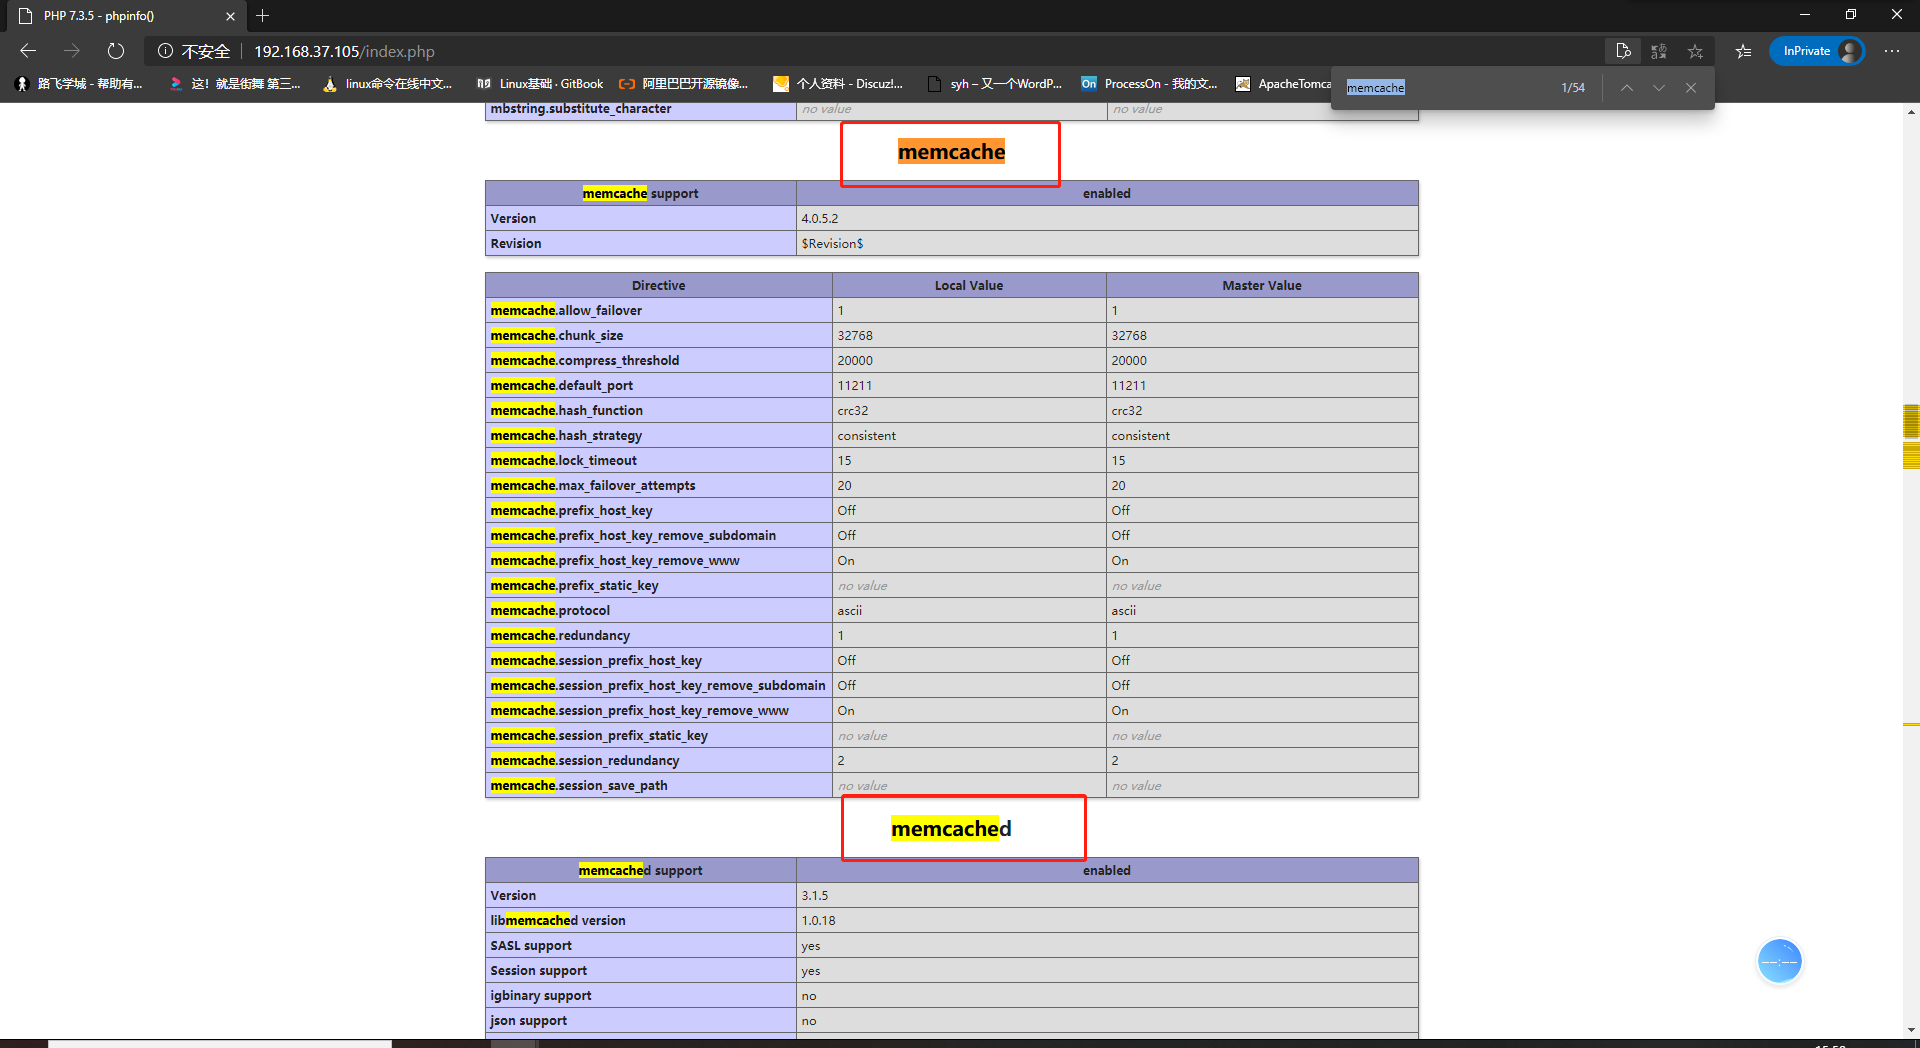 PHP 7.3.5 - phpinfo()
不安全 192.168.37.105/index.php InPrivate
路飞学城 - 帮助有... 这！就是街舞 第三... linux命令在线中文... Linux基础 · GitBook 阿里巴巴开源镜像... 个人资料 - Discuz!... syh – 又一个WordP... On ProcessOn - 我的文... ApacheTomca
memcache 1/54
mbstring.substitute_character no value no value
memcache
memcache support enabled
Version 4.0.5.2
Revision $Revision$
Directive Local Value Master Value
memcache.allow_failover 1 1
memcache.chunk_size 32768 32768
memcache.compress_threshold 20000 20000
memcache.default_port 11211 11211
memcache.hash_function crc32 crc32
memcache.hash_strategy consistent consistent
memcache.lock_timeout 15 15
memcache.max_failover_attempts 20 20
memcache.prefix_host_key Off Off
memcache.prefix_host_key_remove_subdomain Off Off
memcache.prefix_host_key_remove_www On On
memcache.prefix_static_key no value no value
memcache.protocol ascii ascii
memcache.redundancy 1 1
memcache.session_prefix_host_key Off Off
memcache.session_prefix_host_key_remove_subdomain Off Off
memcache.session_prefix_host_key_remove_www On On
memcache.session_prefix_static_key no value no value
memcache.session_redundancy 2 2
memcache.session_save_path no value no value
memcached
memcached support enabled
Version 3.1.5
libmemcached version 1.0.18
SASL support yes
Session support yes
igbinary support no
json support no